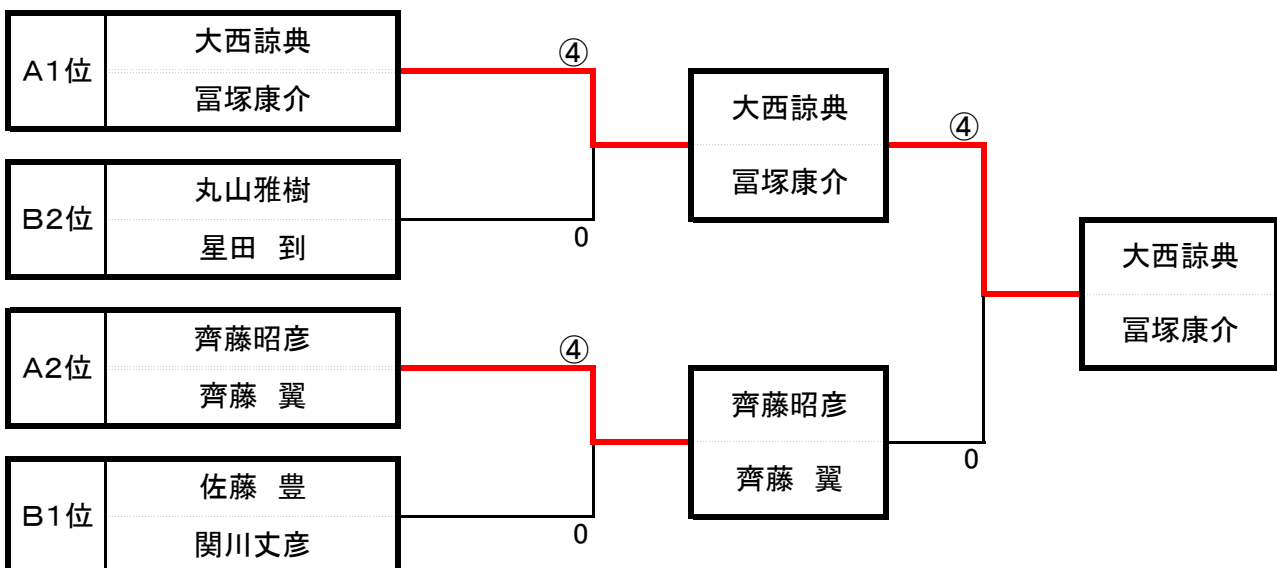 A1位
大西諒典
冨塚康介
④
B2位
丸山雅樹
星田　到
0
A2位
齊藤昭彦
齊藤　翼
④
B1位
佐藤　豊
関川丈彦
0
大西諒典
冨塚康介
④
齊藤昭彦
齊藤　翼
0
大西諒典
冨塚康介